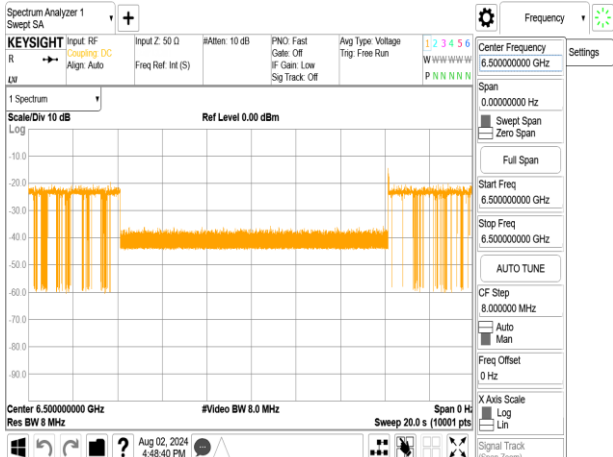 Spectrum Analyzer 1
Swept SA
+
Frequency
KEYSIGHT
R
Input: RF
Coupling: DC
Align: Auto
Input Z: 50 Ω
Freq Ref: Int (S)
#Atten: 10 dB
PNO: Fast
Gate: Off
IF Gain: Low
Sig Track: Off
Avg Type: Voltage
Trig: Free Run
1 2 3 4 5 6
W W W W W W
P N N N N N
Settings
1 Spectrum
Scale/Div 10 dB
Ref Level 0.00 dBm
Log
-10.0
-20.0
-30.0
-40.0
-50.0
-60.0
-70.0
-80.0
-90.0
Center 6.500000000 GHz
Res BW 8 MHz
#Video BW 8.0 MHz
Span 0 Hz
Sweep 20.0 s (10001 pts
Center Frequency
6.500000000 GHz
Span
0.00000000 Hz
Swept Span
Zero Span
Full Span
Start Freq
6.500000000 GHz
Stop Freq
6.500000000 GHz
AUTO TUNE
CF Step
8.000000 MHz
Auto
Man
Freq Offset
0 Hz
X Axis Scale
Log
Lin
Signal Track
(Span Zoom)
?
Aug 02, 2024
4:48:40 PM